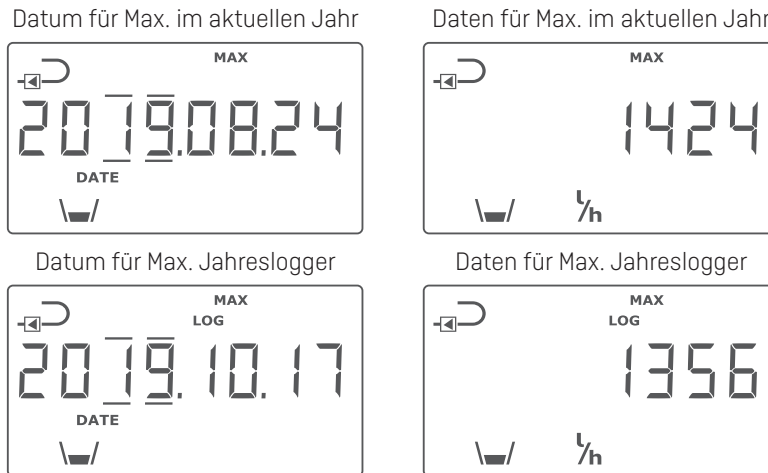 Datum für Max. im aktuellen Jahr
MAX
2019.08.24
DATE
Daten für Max. im aktuellen Jahr
MAX
1424
l/h
Datum für Max. Jahreslogger
MAX
LOG
2019.10.17
DATE
Daten für Max. Jahreslogger
MAX
LOG
1356
l/h